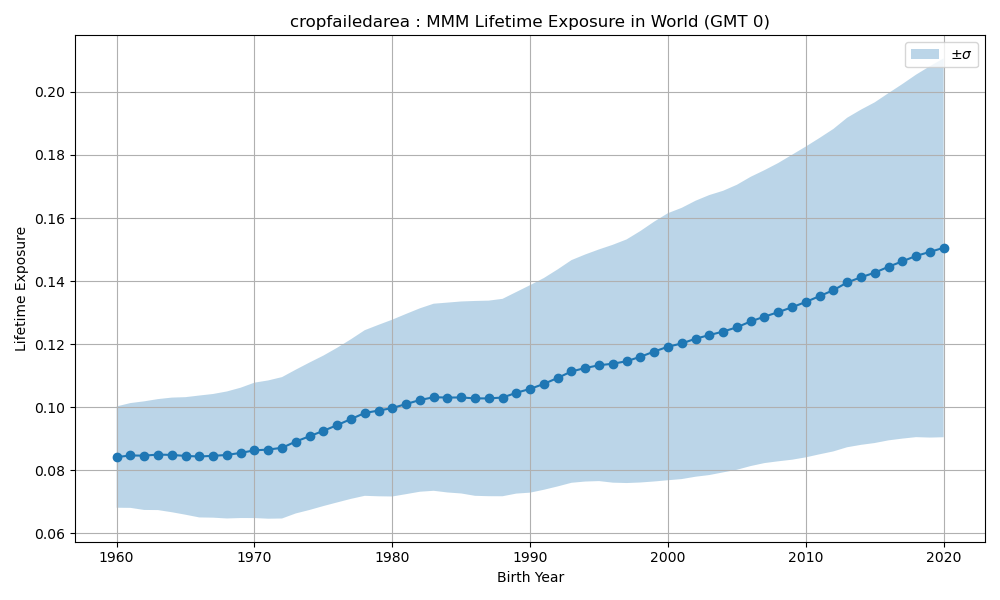 cropfailedarea : MMM Lifetime Exposure in World (GMT 0)
±σ
Lifetime Exposure
0.20
0.18
0.16
0.14
0.12
0.10
0.08
0.06
1960 1970 1980 1990 2000 2010 2020
Birth Year